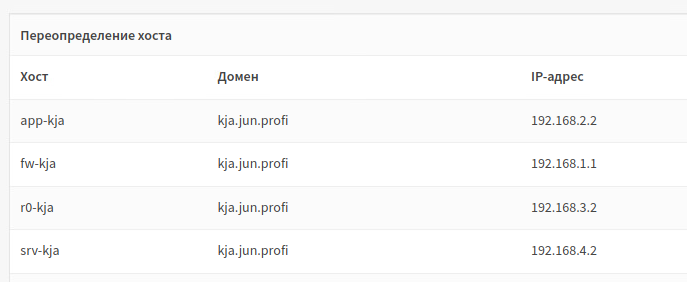 Переопределение хоста
Хост Домен IP-адрес
app-kja kja.jun.profi 192.168.2.2
fw-kja kja.jun.profi 192.168.1.1
r0-kja kja.jun.profi 192.168.3.2
srv-kja kja.jun.profi 192.168.4.2